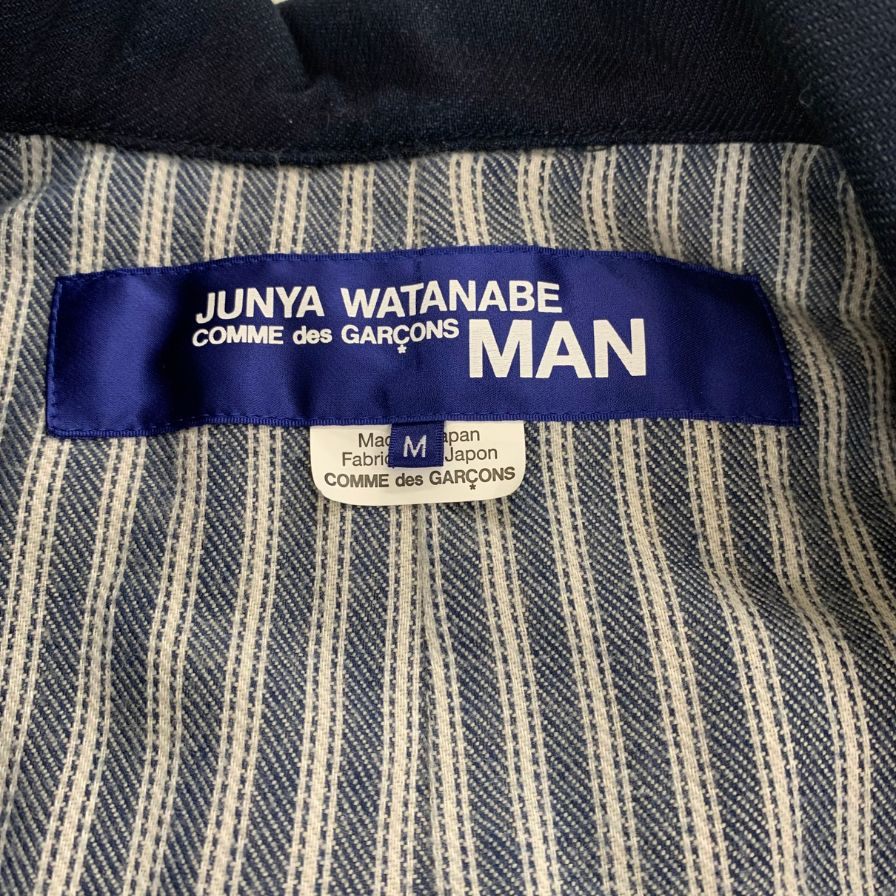 JUNYA WATANABE
COMME des GARÇONS MAN
M
Japon
COMME des GARÇONS